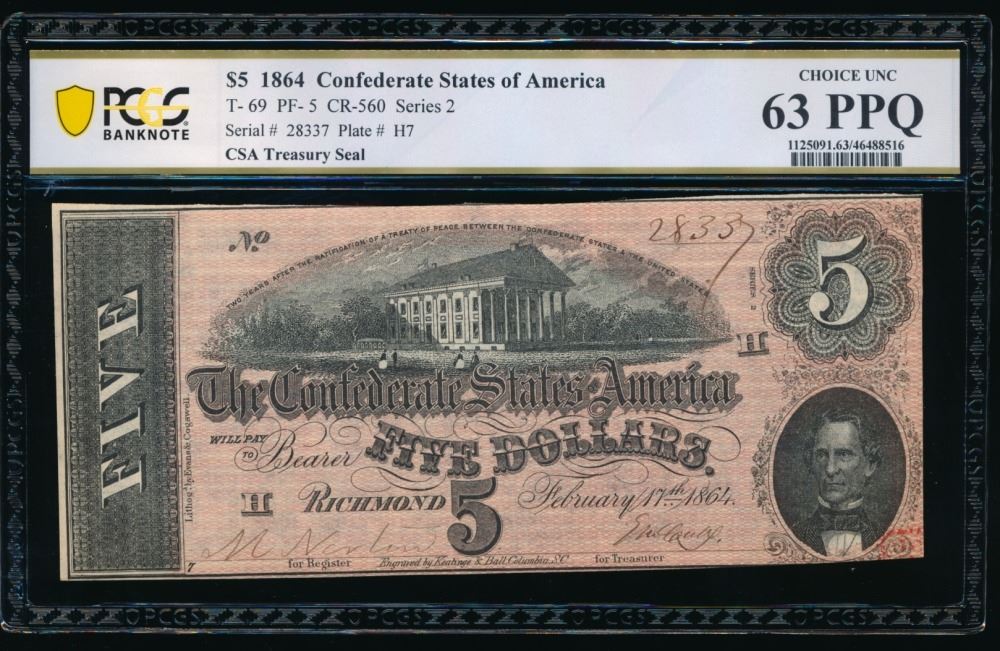 PCGS
BANKNOTE
$5 1864 Confederate States of America
T- 69 PF- 5 CR-560 Series 2
Serial # 28337 Plate # H7
CSA Treasury Seal
CHOICE UNC
63 PPQ
1125091.63/46488516
FIVE
No
28337
TWO YEARS AFTER THE RATIFICATION OF A TREATY OF PEACE BETWEEN THE CONFEDERATE STATES & THE UNITED STATES
5
SERIES 2
H
The Confederate States of America
WILL PAY
TO Bearer FIVE DOLLARS.
H RICHMOND 5 February 17th 1864.
Lithog'd by Evans & Cogswell
7 for Register Engraved by Keatinge & Ball Columbia, S.C for Treasurer